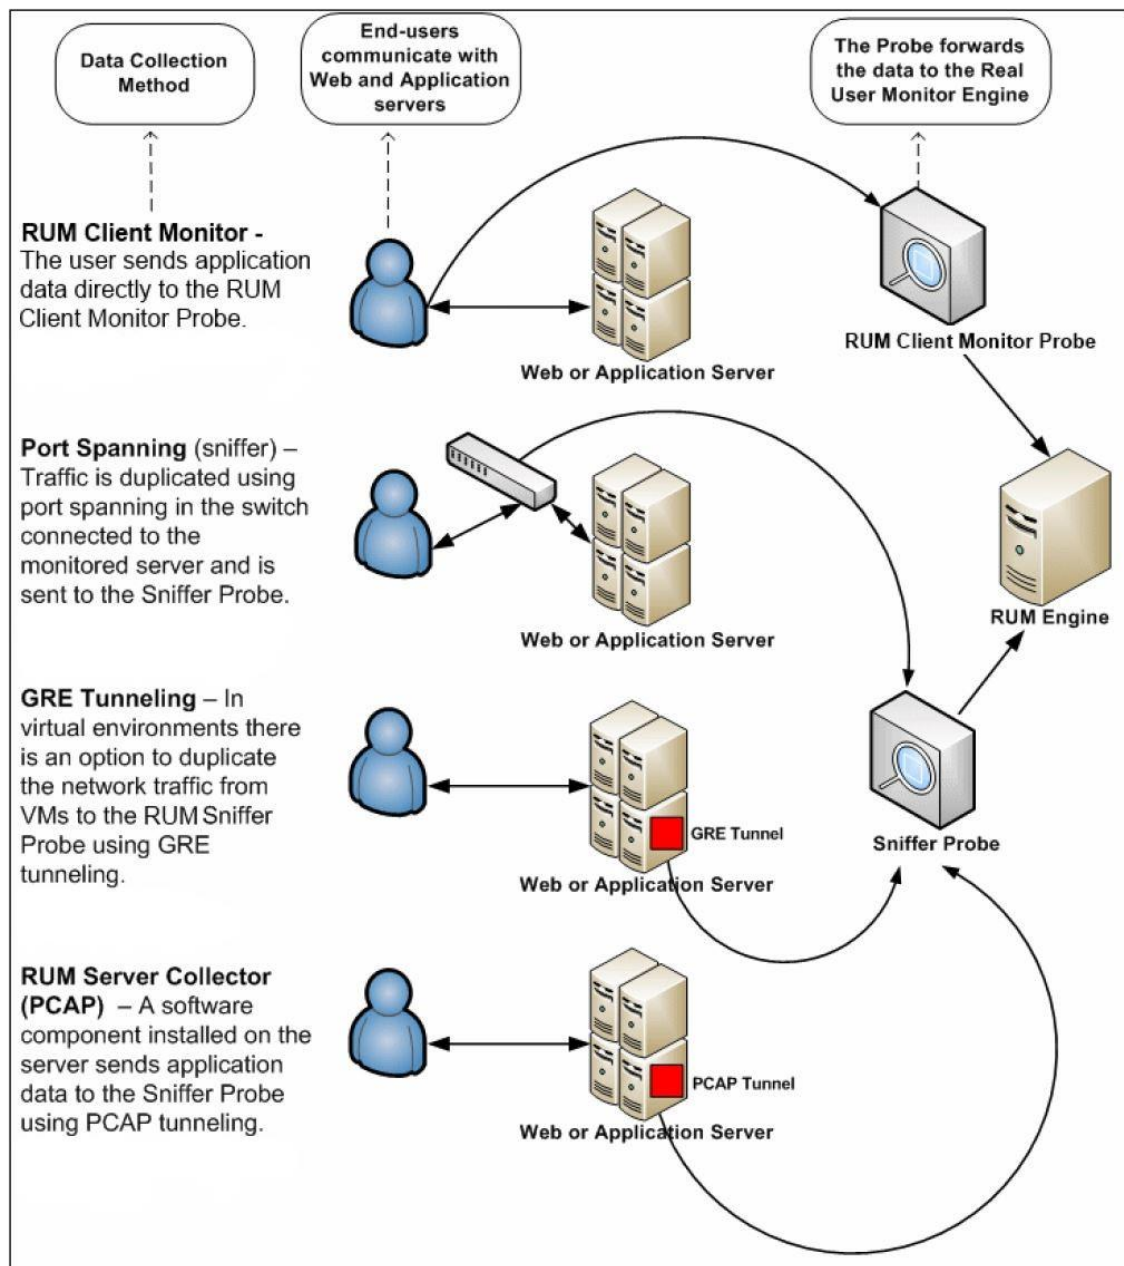 Data Collection
Method
End-users
communicate with
Web and Application
servers
The Probe forwards
the data to the Real
User Monitor Engine
RUM Client Monitor -
The user sends application
data directly to the RUM
Client Monitor Probe.
Web or Application Server
RUM Client Monitor Probe
Port Spanning (sniffer) –
Traffic is duplicated using
port spanning in the switch
connected to the
monitored server and is
sent to the Sniffer Probe.
Web or Application Server
RUM Engine
GRE Tunneling – In
virtual environments there
is an option to duplicate
the network traffic from
VMs to the RUM Sniffer
Probe using GRE
tunneling.
GRE Tunnel
Web or Application Server
Sniffer Probe
RUM Server Collector
(PCAP) – A software
component installed on the
server sends application
data to the Sniffer Probe
using PCAP tunneling.
PCAP Tunnel
Web or Application Server